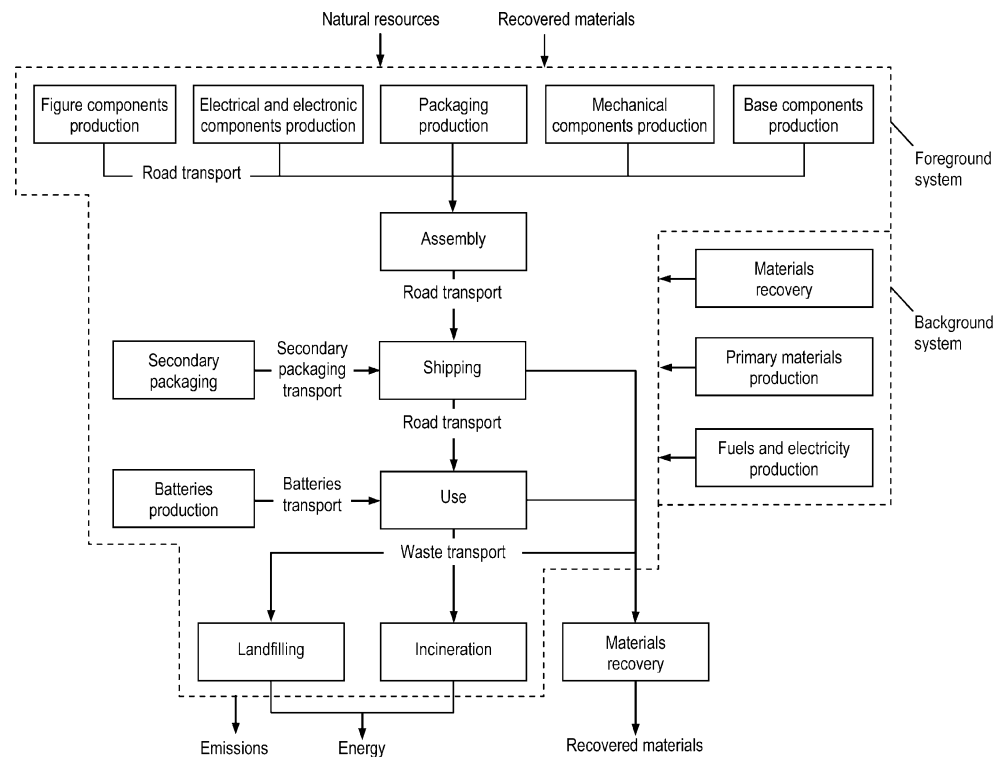 Natural resources
Recovered materials
Figure components
production
Electrical and electronic
components production
Packaging
production
Mechanical
components production
Base components
production
Road transport
Foreground
system
Assembly
Road transport
Materials
recovery
Background
system
Secondary
packaging
Secondary
packaging
transport
Shipping
Primary materials
production
Road transport
Fuels and electricity
production
Batteries
production
Batteries
transport
Use
Waste transport
Landfilling
Incineration
Materials
recovery
Emissions
Energy
Recovered materials